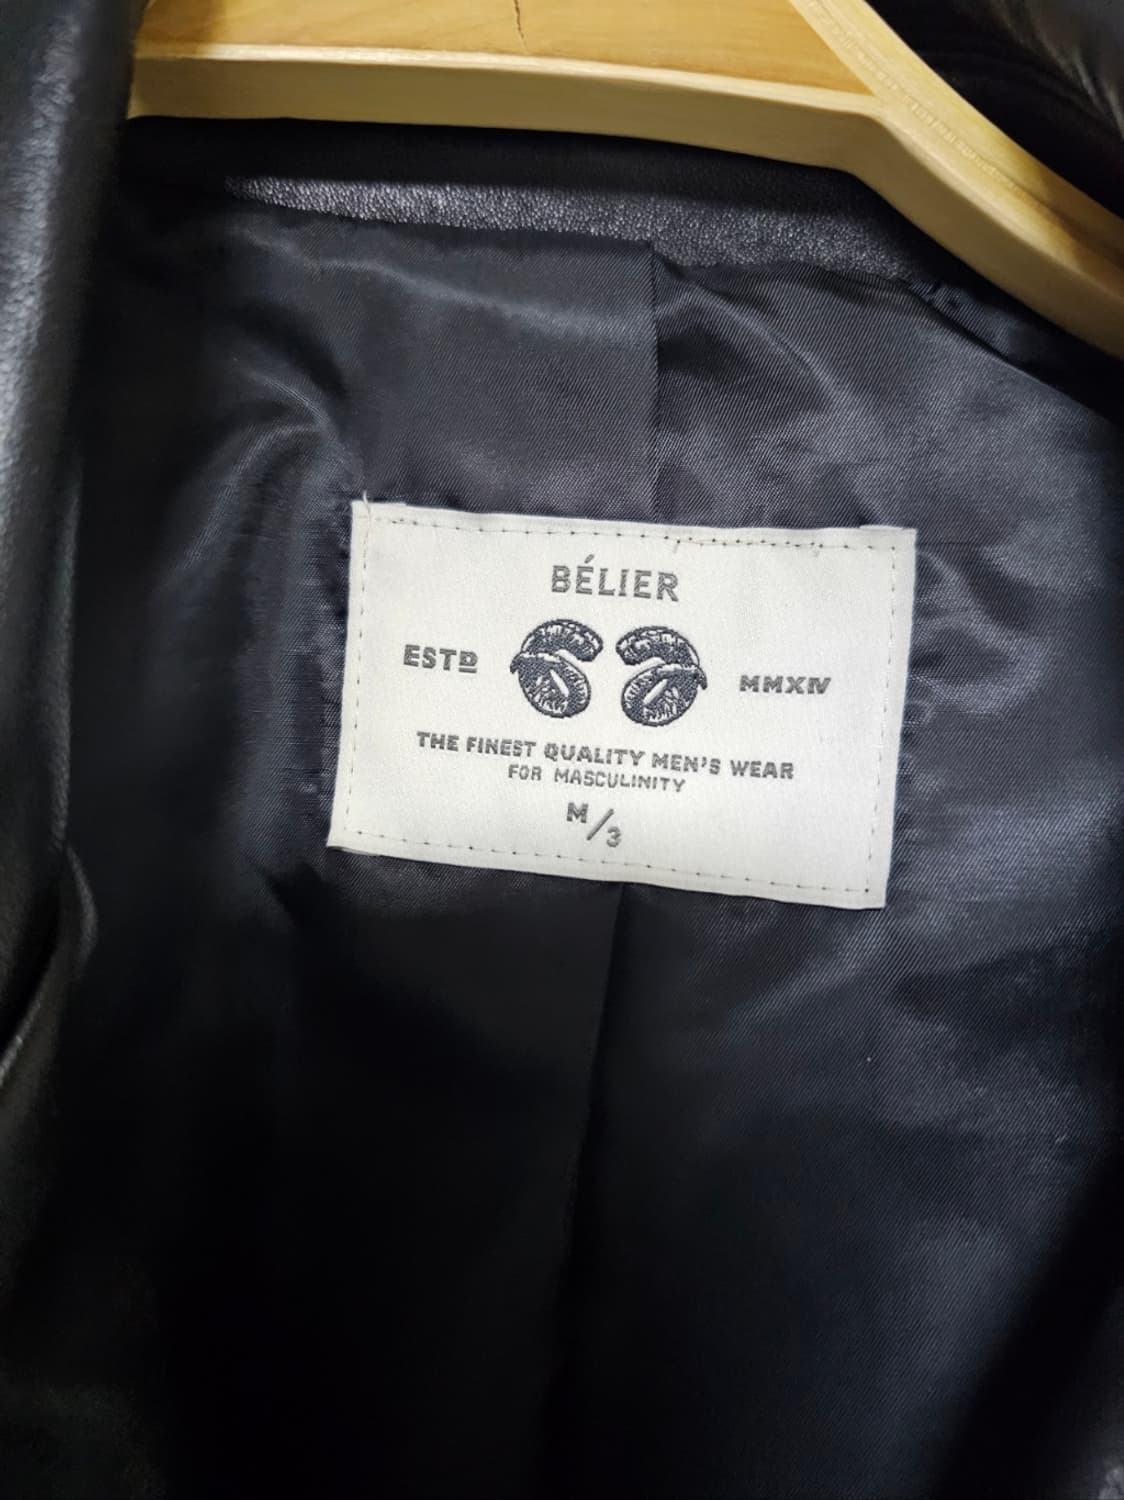 BÉLIER
ESTD MMXIV
THE FINEST QUALITY MEN'S WEAR
FOR MASCULINITY
M/3